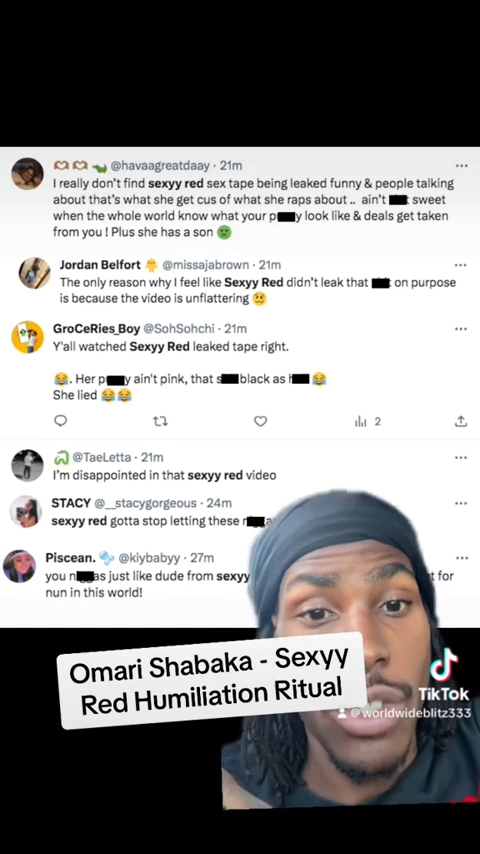 @havaagreatdaay · 21m
I really don't find sexyy red sex tape being leaked funny & people talking
about that's what she get cus of what she raps about .. ain't t sweet
when the whole world know what your p y look like & deals get taken
from you ! Plus she has a son
Jordan Belfort @missajabrown · 21m
The only reason why I feel like Sexyy Red didn't leak that on purpose
is because the video is unflattering
GroCeRies_Boy @SohSohchi · 21m
Y'all watched Sexyy Red leaked tape right.
. Her p y ain't pink, that s black as h
She lied
2
@TaeLetta · 21m
I'm disappointed in that sexyy red video
STACY @__stacygorgeous · 24m
sexyy red gotta stop letting these
Piscean. @kiybabyy · 27m
you n as just like dude from sexyy t for
nun in this world!
Omari Shabaka - Sexyy
Red Humiliation Ritual
TikTok
@worldwideblitz333